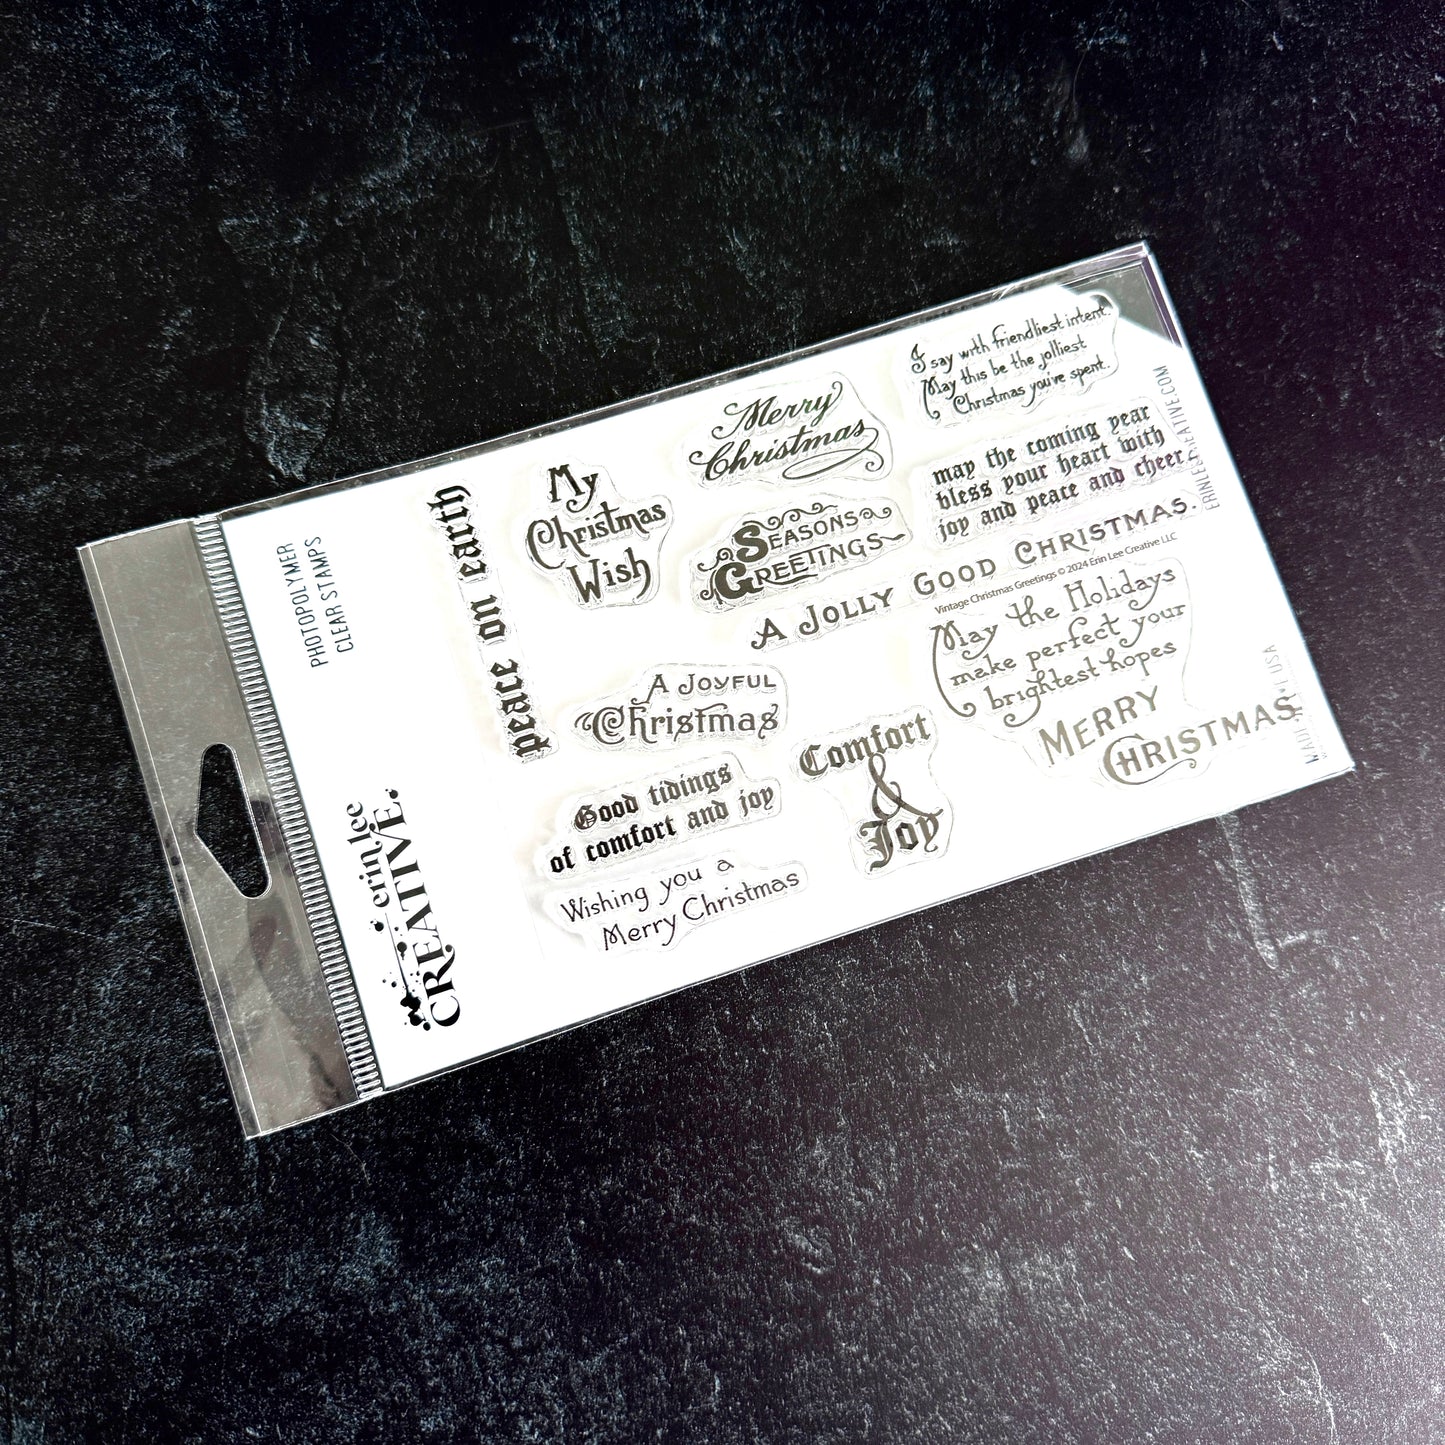 PHOTOPOLYMER
CLEAR STAMPS
erin lee
CREATIVE.
peace on earth
My
Christmas
Wish
Merry
Christmas
I say with friendliest intent.
May this be the jolliest
Christmas you've spent.
SEASONS
GREETINGS
may the coming year
bless your heart with
joy and peace and cheer
A JOLLY GOOD CHRISTMAS.
Vintage Christmas Greetings © 2024 Erin Lee Creative LLC
May the Holidays
make perfect your
brightest hopes
MERRY
CHRISTMAS
A JOYFUL
Christmas
Comfort
&
Joy
Good tidings
of comfort and joy
Wishing you a
Merry Christmas
ERINLEECREATIVE.COM
MADE IN USA